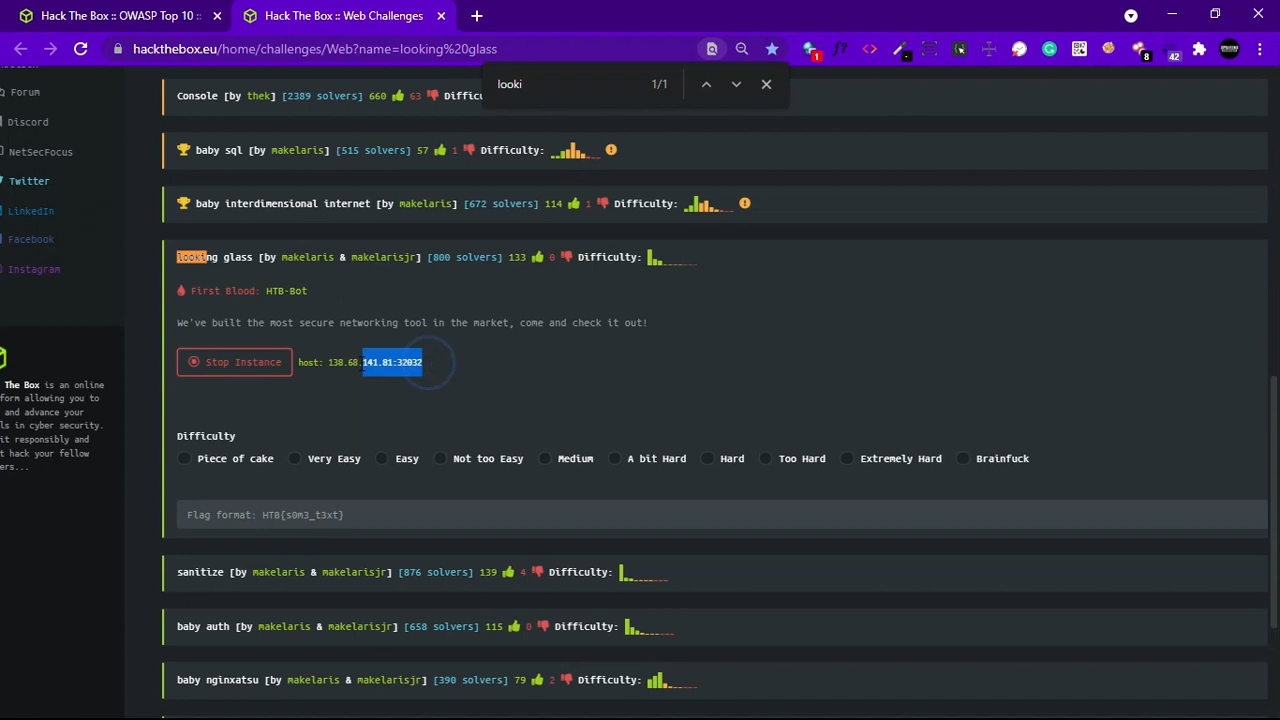 Hack The Box :: OWASP Top 10 ::
Hack The Box :: Web Challenges
hackthebox.eu/home/challenges/Web?name=looking%20glass
1
8
42
looki
1/1
Forum
Discord
NetSecFocus
Twitter
LinkedIn
Facebook
Instagram
The Box is an online
form allowing you to
and advance your
ls in cyber security.
it responsibly and
t hack your fellow
ers...
Console [by thek] [2389 solvers] 660 63 Difficu
baby sql [by makelaris] [515 solvers] 57 1 Difficulty:
baby interdimensional internet [by makelaris] [672 solvers] 114 1 Difficulty:
looking glass [by makelaris & makelarisjr] [800 solvers] 133 0 Difficulty:
First Blood: HTB-Bot
We've built the most secure networking tool in the market, come and check it out!
Stop Instance host: 138.68.141.81:32032
Difficulty
Piece of cake Very Easy Easy Not too Easy Medium A bit Hard Hard Too Hard Extremely Hard Brainfuck
Flag format: HTB{s0m3_t3xt}
sanitize [by makelaris & makelarisjr] [876 solvers] 139 4 Difficulty:
baby auth [by makelaris & makelarisjr] [658 solvers] 115 0 Difficulty:
baby nginxatsu [by makelaris & makelarisjr] [390 solvers] 79 2 Difficulty: